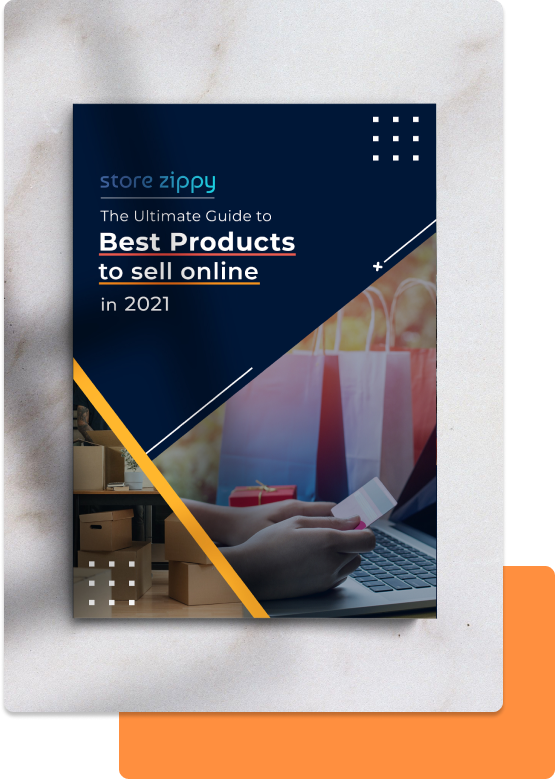 store zippy
The Ultimate Guide to
Best Products
to sell online
in 2021